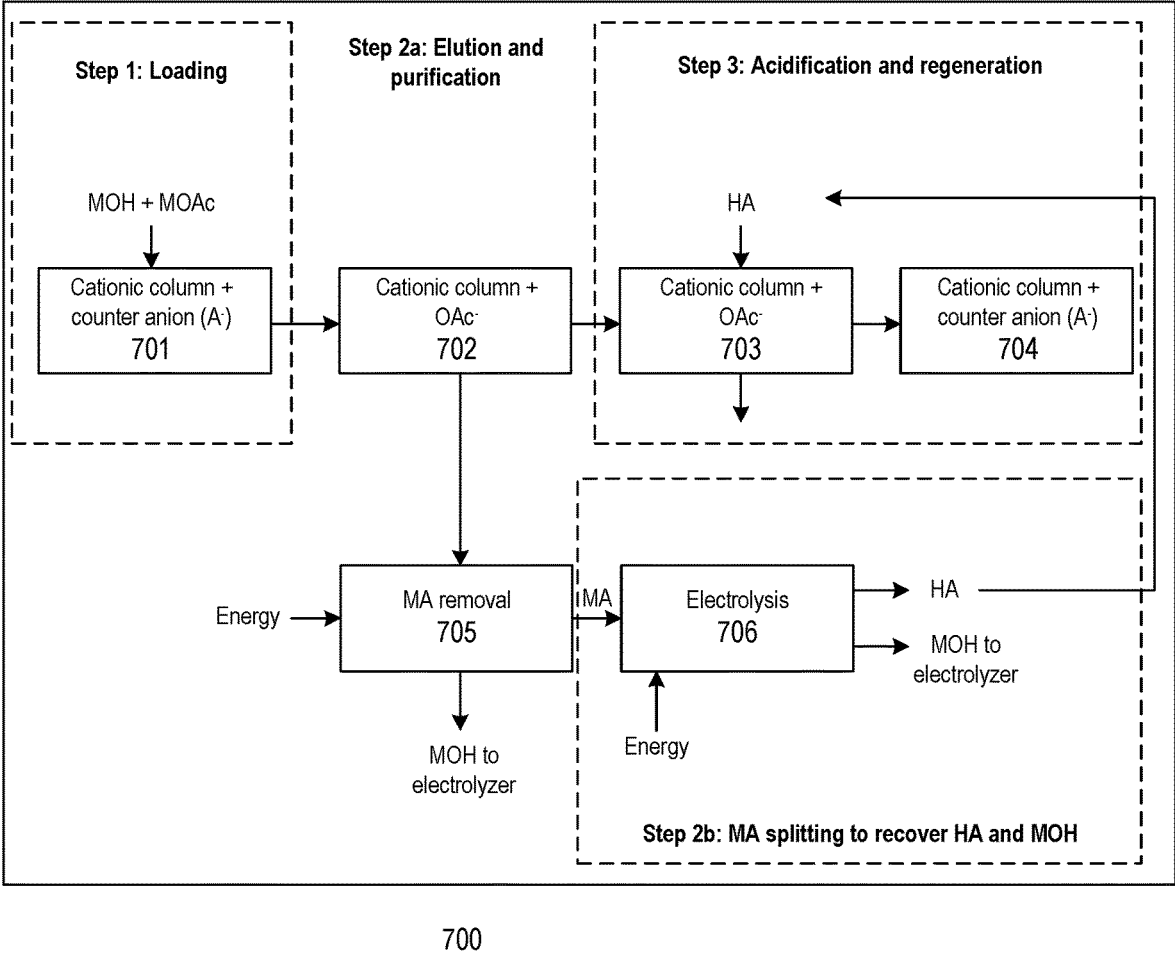 Step 1: Loading
Step 2a: Elution and
purification
Step 3: Acidification and regeneration
MOH + MOAc
HA
Cationic column +
counter anion (A-)
701
Cationic column +
OAc-
702
Cationic column +
OAc-
703
Cationic column +
counter anion (A-)
704
Energy
MA removal
705
MA
Electrolysis
706
HA
MOH to
electrolyzer
MOH to
electrolyzer
Energy
Step 2b: MA splitting to recover HA and MOH
700